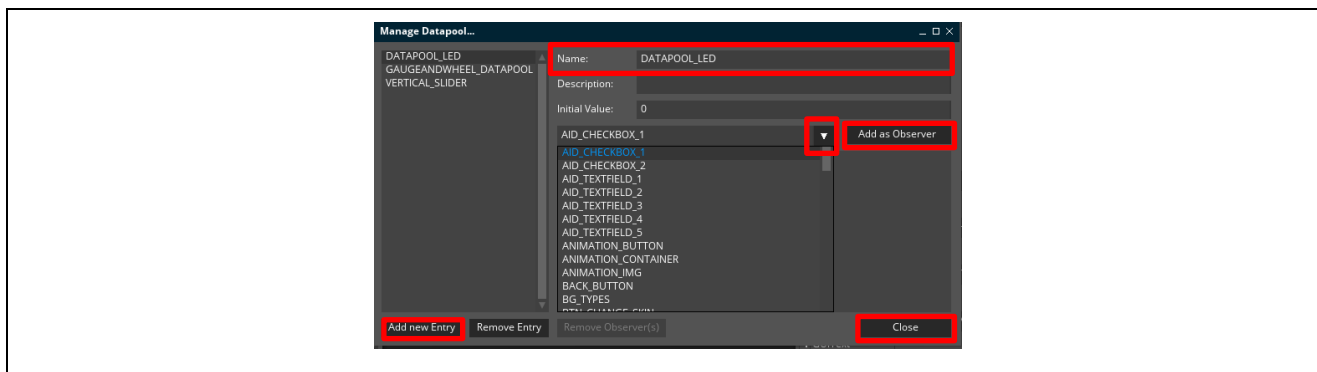 Manage Datapool...
DATAPOOL_LED
GAUGEANDWHEEL_DATAPOOL
VERTICAL_SLIDER
Name: DATAPOOL_LED
Description:
Initial Value: 0
AID_CHECKBOX_1 Add as Observer
AID_CHECKBOX_1
AID_CHECKBOX_2
AID_TEXTFIELD_1
AID_TEXTFIELD_2
AID_TEXTFIELD_3
AID_TEXTFIELD_4
AID_TEXTFIELD_5
ANIMATION_BUTTON
ANIMATION_CONTAINER
ANIMATION_IMG
BACK_BUTTON
BG_TYPES
BTN_CHANGE_SKIN
Add new Entry Remove Entry Remove Observer(s) Close